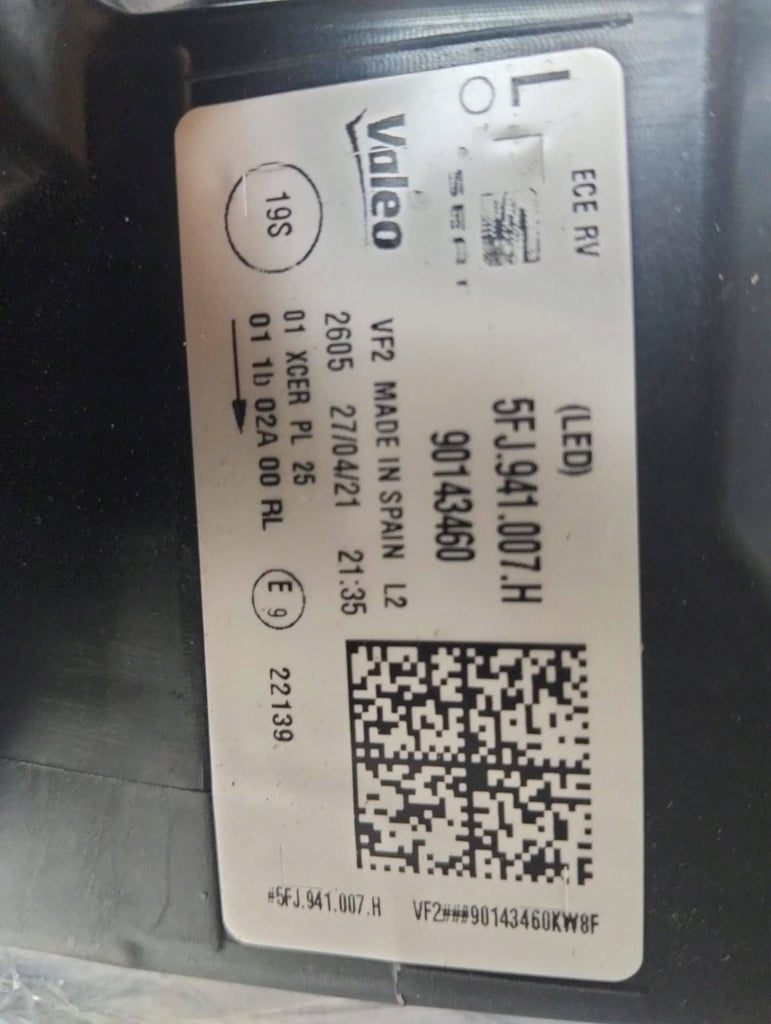 L
ECE RV
(LED)
SEAT
5FJ.941.007.H
90143460
Valeo
VF2 MADE IN SPAIN L2
2605 27/04/21 21:35
19S
01 XCER PL 25
01 1b 02A 00 RL
E 9
22139
VF2###90143460KW8F
#5FJ.941.007.H